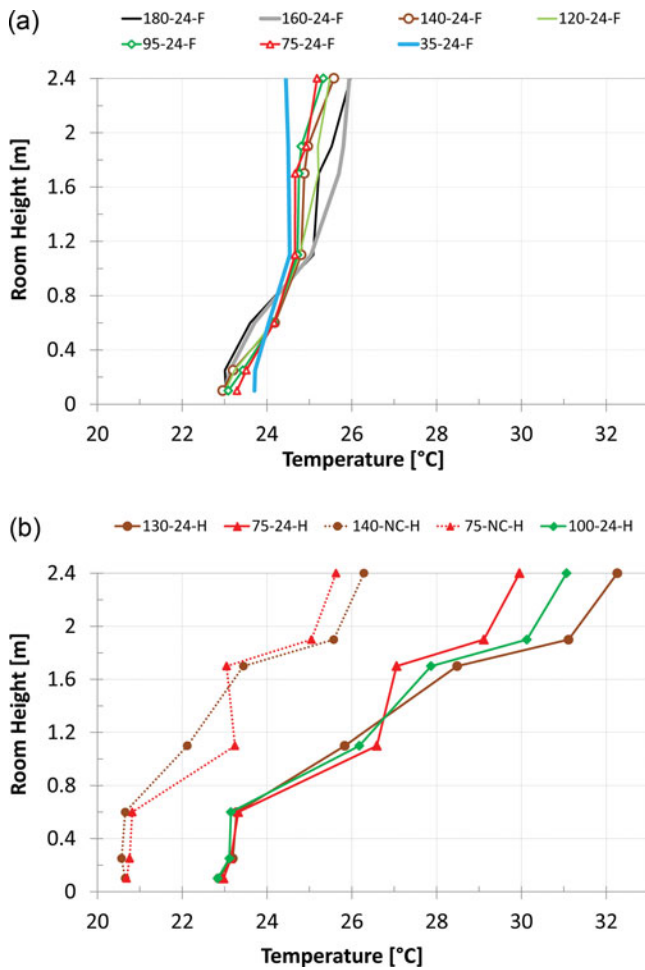 (a)
180-24-F 160-24-F 140-24-F 120-24-F
95-24-F 75-24-F 35-24-F
2.4
2
1.6
1.2
0.8
0.4
0
Room Height [m]
20 22 24 26 28 30 32
Temperature [°C]
(b)
130-24-H 75-24-H 140-NC-H 75-NC-H 100-24-H
2.4
2
1.6
1.2
0.8
0.4
0
Room Height [m]
20 22 24 26 28 30 32
Temperature [°C]